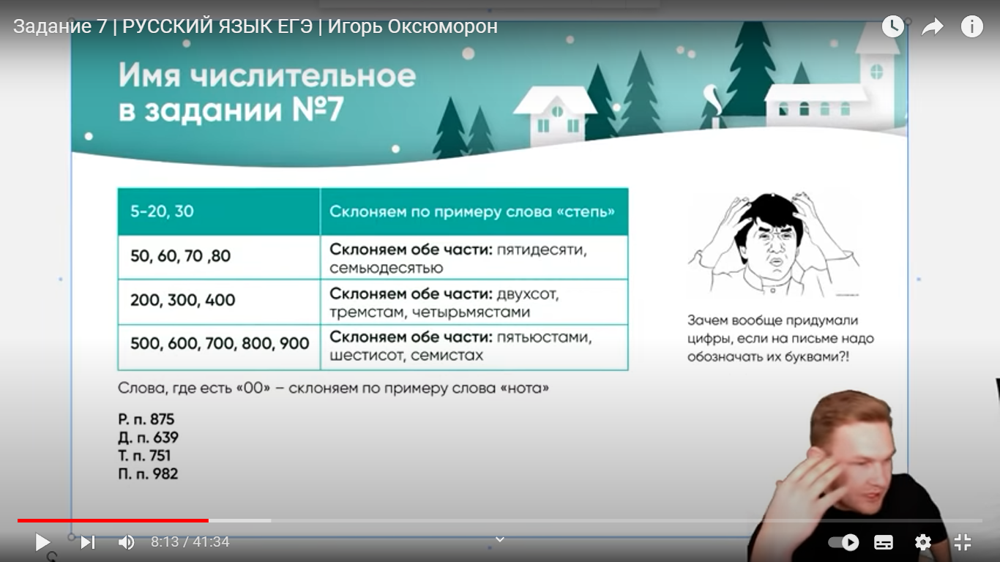 Задание 7 | РУССКИЙ ЯЗЫК ЕГЭ | Игорь Оксюморон
Имя числительное
в задании №7
5-20, 30
Склоняем по примеру слова «степь»
50, 60, 70 ,80
Склоняем обе части: пятидесяти,
семьюдесятью
200, 300, 400
Склоняем обе части: двухсот,
тремстам, четырьмястами
500, 600, 700, 800, 900
Склоняем обе части: пятьюстами,
шестисот, семистах
Слова, где есть «00» – склоняем по примеру слова «нота»
Р. п. 875
Д. п. 639
Т. п. 751
П. п. 982
Зачем вообще придумали
цифры, если на письме надо
обозначать их буквами?!
8:13 / 41:34